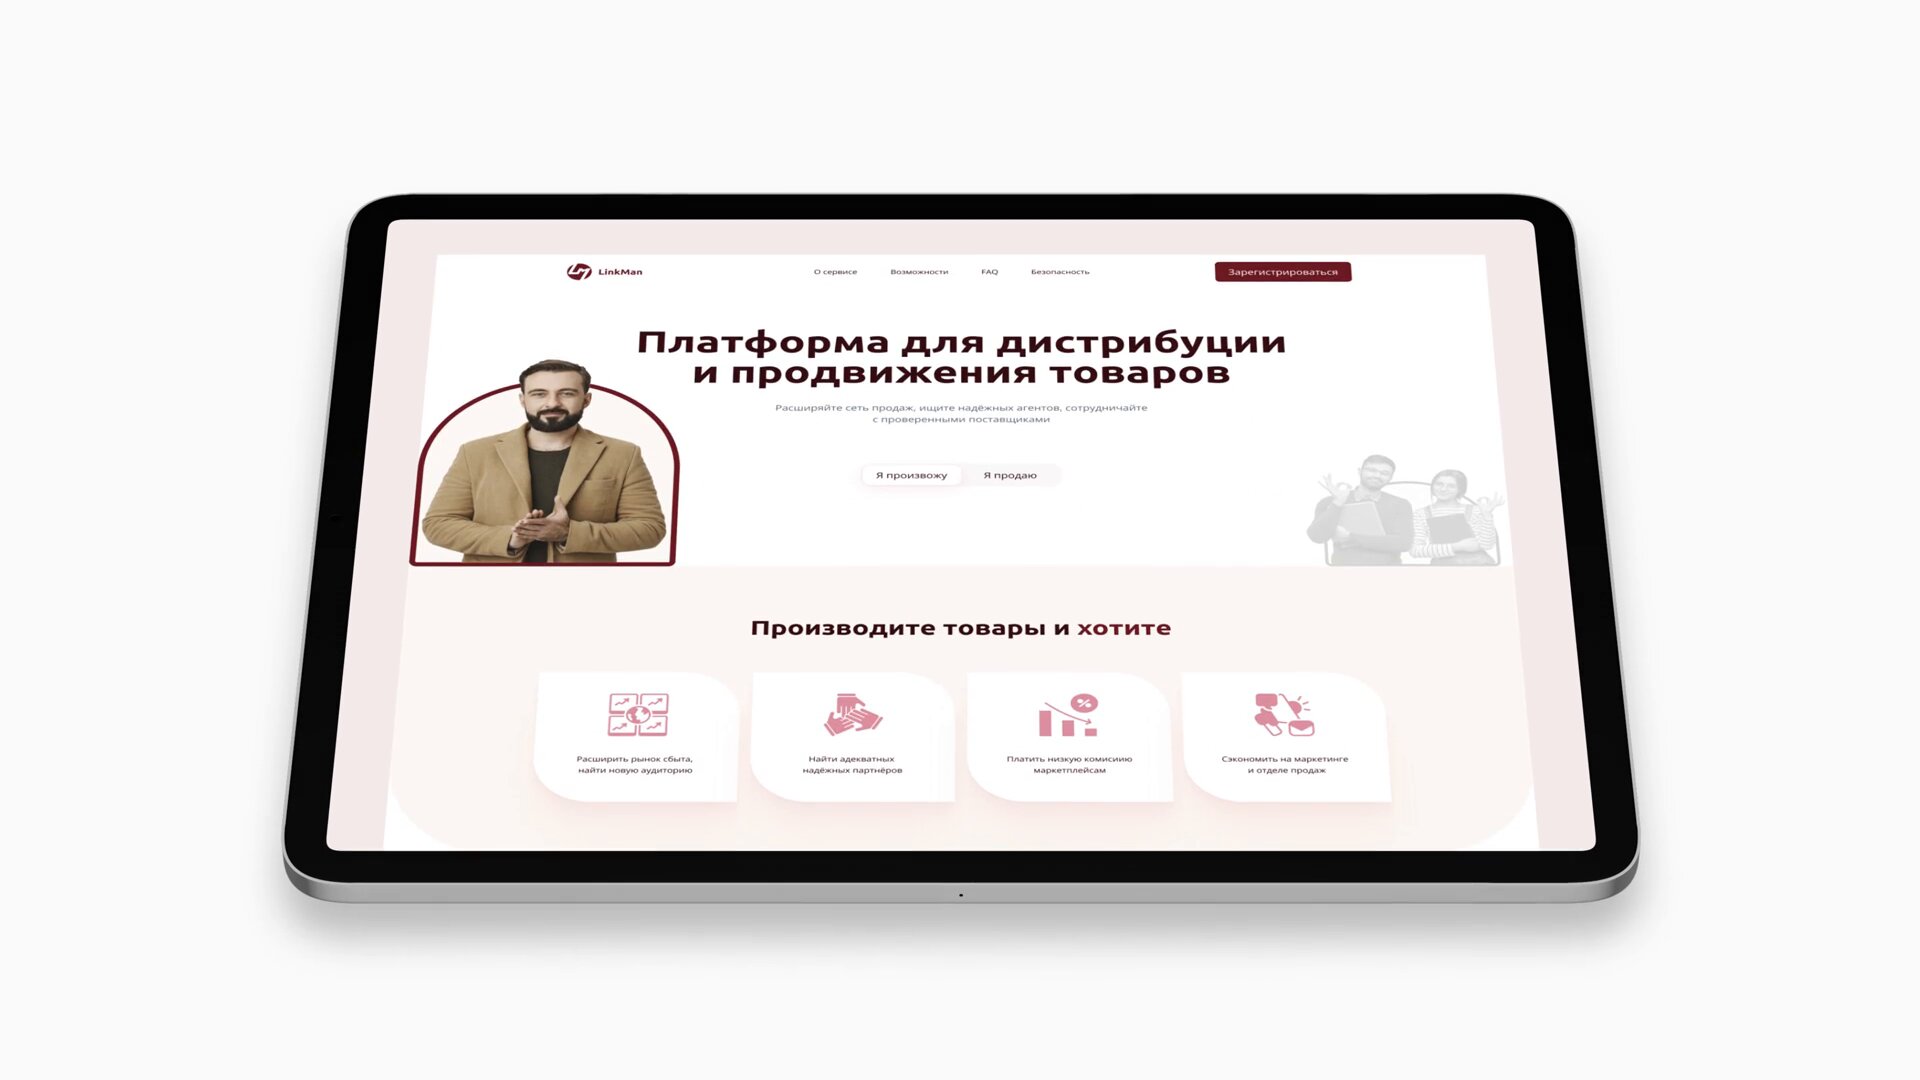 LinkMan
О сервисе
Возможности
FAQ
Безопасность
Зарегистрироваться
Платформа для дистрибуции
и продвижения товаров
Расширяйте сеть продаж, ищите надёжных агентов, сотрудничайте
с проверенными поставщиками
Я произвожу
Я продаю
Производите товары и хотите
Расширить рынок сбыта,
найти новую аудиторию
Найти адекватных
надёжных партнёров
Платить низкую комисиию
маркетплейсам
Сэкономить на маркетинге
и отделе продаж